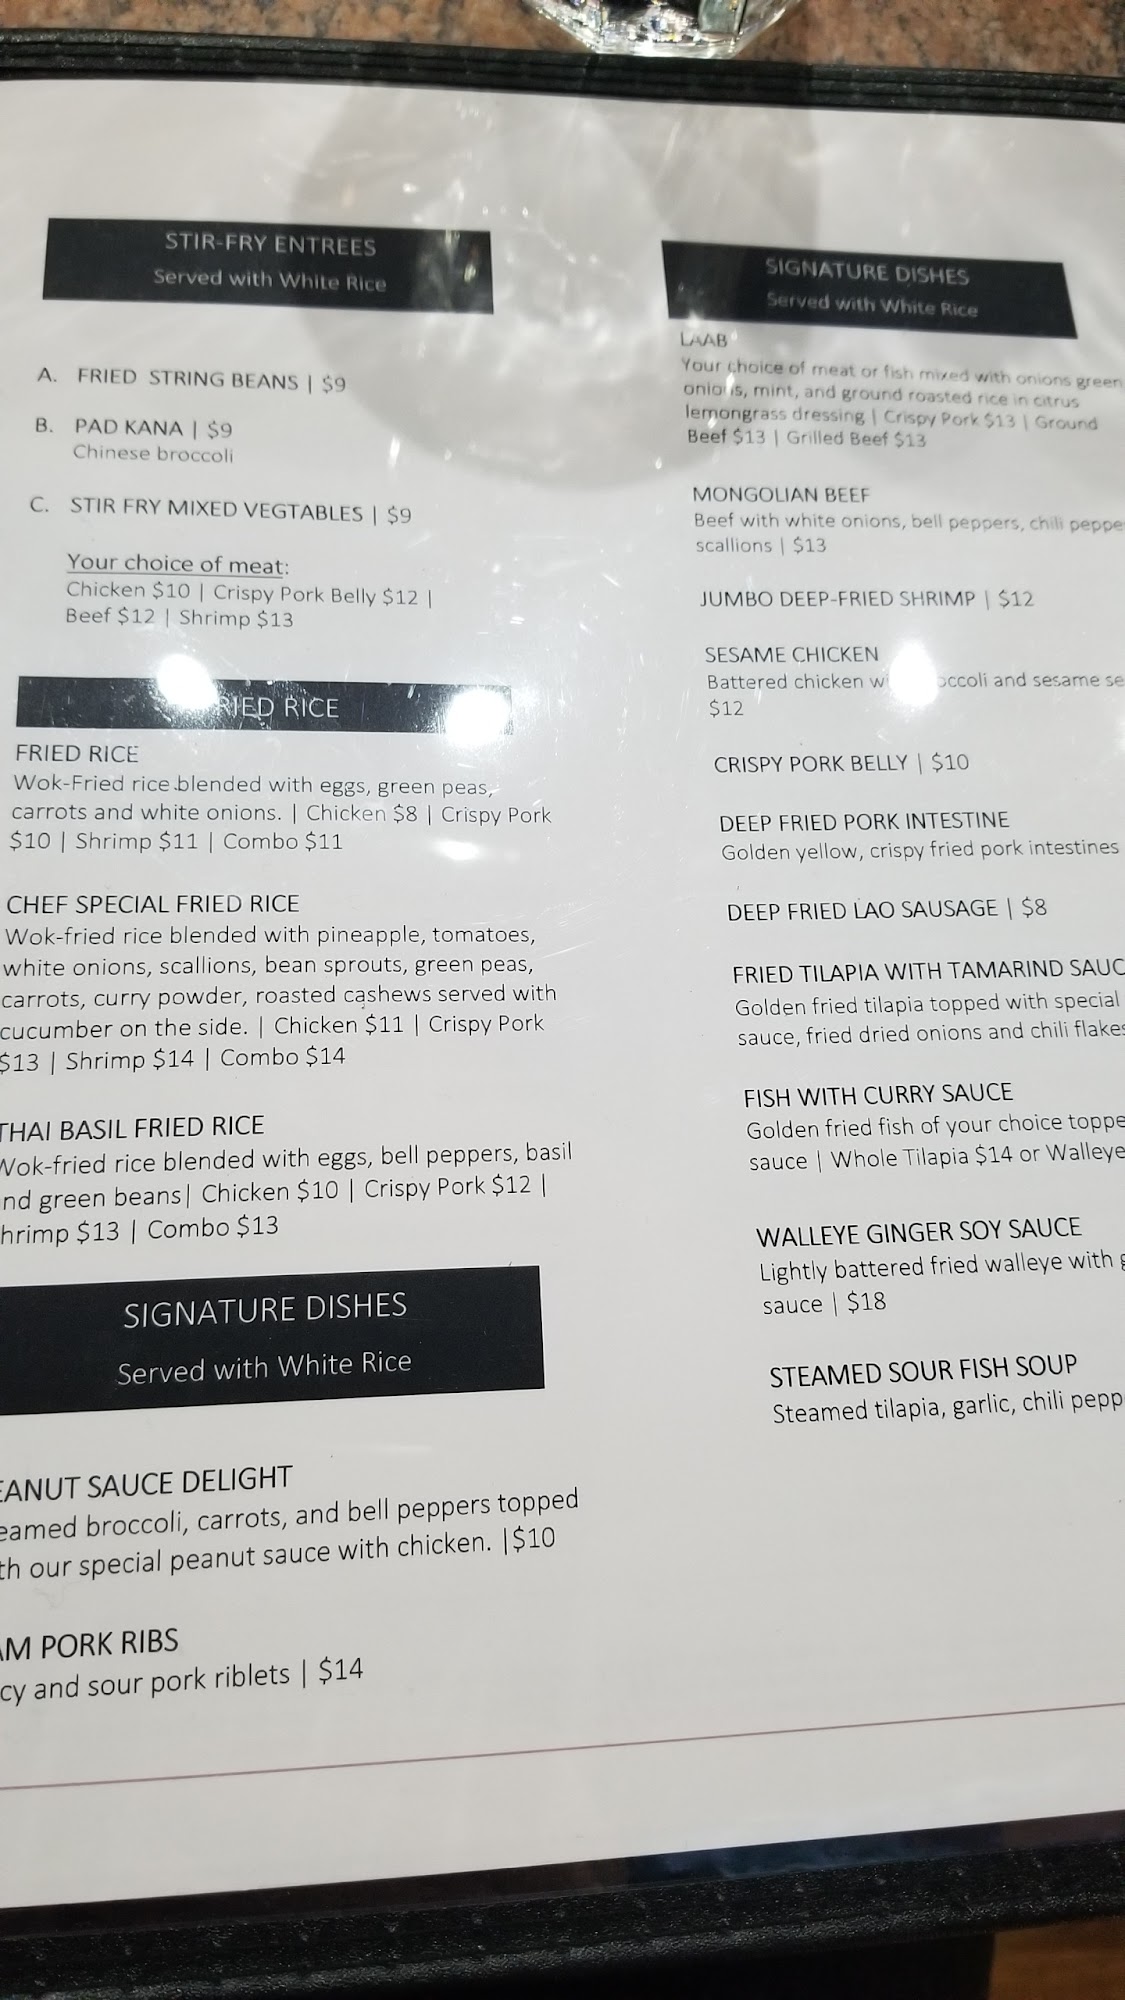 STIR-FRY ENTREES
Served with White Rice
A. FRIED STRING BEANS | $9
B. PAD KANA | $9
Chinese broccoli
C. STIR FRY MIXED VEGTABLES | $9
Your choice of meat:
Chicken $10 | Crispy Pork Belly $12 |
Beef $12 | Shrimp $13
RIED RICE
FRIED RICE
Wok-Fried rice blended with eggs, green peas,
carrots and white onions. | Chicken $8 | Crispy Pork
$10 | Shrimp $11 | Combo $11
CHEF SPECIAL FRIED RICE
Wok-fried rice blended with pineapple, tomatoes,
white onions, scallions, bean sprouts, green peas,
carrots, curry powder, roasted cashews served with
cucumber on the side. | Chicken $11 | Crispy Pork
$13 | Shrimp $14 | Combo $14
THAI BASIL FRIED RICE
Wok-fried rice blended with eggs, bell peppers, basil
nd green beans| Chicken $10 | Crispy Pork $12 |
hrimp $13 | Combo $13
SIGNATURE DISHES
Served with White Rice
EANUT SAUCE DELIGHT
eamed broccoli, carrots, and bell peppers topped
th our special peanut sauce with chicken. |$10
AM PORK RIBS
cy and sour pork riblets | $14
SIGNATURE DISHES
Served with White Rice
LAAB
Your choice of meat or fish mixed with onions green
onions, mint, and ground roasted rice in citrus
lemongrass dressing | Crispy Pork $13 | Ground
Beef $13 | Grilled Beef $13
MONGOLIAN BEEF
Beef with white onions, bell peppers, chili peppe
scallions | $13
JUMBO DEEP-FRIED SHRIMP | $12
SESAME CHICKEN
Battered chicken w occoli and sesame se
$12
CRISPY PORK BELLY | $10
DEEP FRIED PORK INTESTINE
Golden yellow, crispy fried pork intestines
DEEP FRIED LAO SAUSAGE | $8
FRIED TILAPIA WITH TAMARIND SAUC
Golden fried tilapia topped with special
sauce, fried dried onions and chili flakes
FISH WITH CURRY SAUCE
Golden fried fish of your choice toppe
sauce | Whole Tilapia $14 or Walleye
WALLEYE GINGER SOY SAUCE
Lightly battered fried walleye with g
sauce | $18
STEAMED SOUR FISH SOUP
Steamed tilapia, garlic, chili pepp